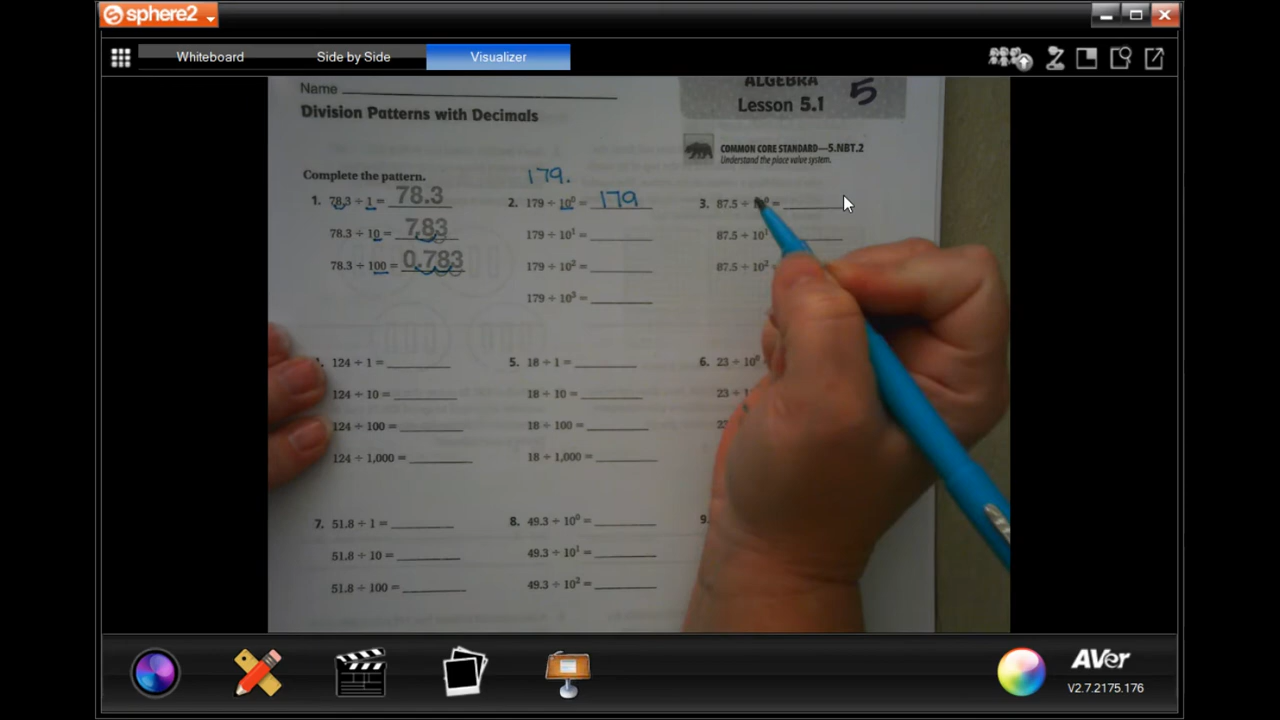 sphere2
Whiteboard Side by Side Visualizer
Name
ALGEBRA
Lesson 5.1 5
Division Patterns with Decimals
COMMON CORE STANDARD—5.NBT.2
Understand the place value system.
Complete the pattern.
179.
1. 78.3 ÷ 1 = 78.3
78.3 ÷ 10 = 7.83
78.3 ÷ 100 = 0.783
2. 179 ÷ 10⁰ = 179
179 ÷ 10¹ =
179 ÷ 10² =
179 ÷ 10³ =
3. 87.5 ÷ =
87.5 ÷ 10¹
87.5 ÷ 10²
124 ÷ 1 =
124 ÷ 10 =
124 ÷ 100 =
124 ÷ 1,000 =
5. 18 ÷ 1 =
18 ÷ 10 =
18 ÷ 100 =
18 ÷ 1,000 =
6. 23 ÷ 10⁰
23 ÷
7. 51.8 ÷ 1 =
51.8 ÷ 10 =
51.8 ÷ 100 =
8. 49.3 ÷ 10⁰ =
49.3 ÷ 10¹ =
49.3 ÷ 10² =
9.
AVer
V2.7.2175.176